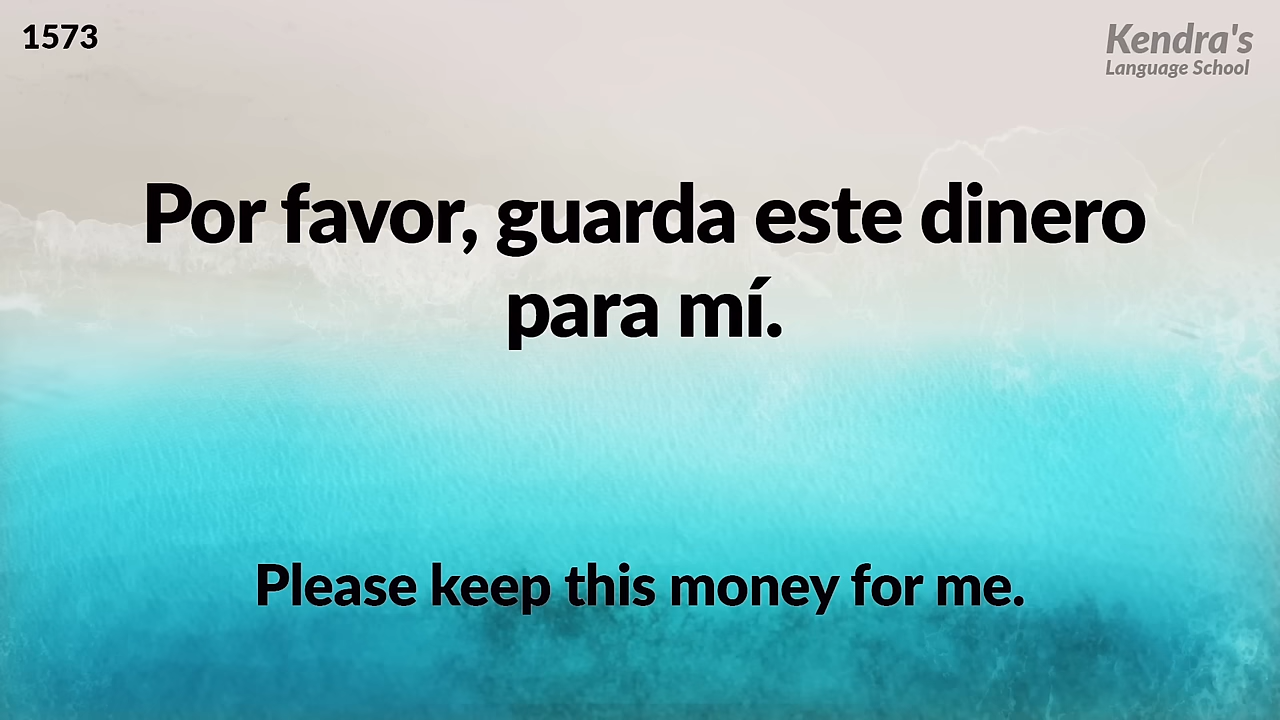 1573
Kendra's
Language School
Por favor, guarda este dinero
para mí.
Please keep this money for me.